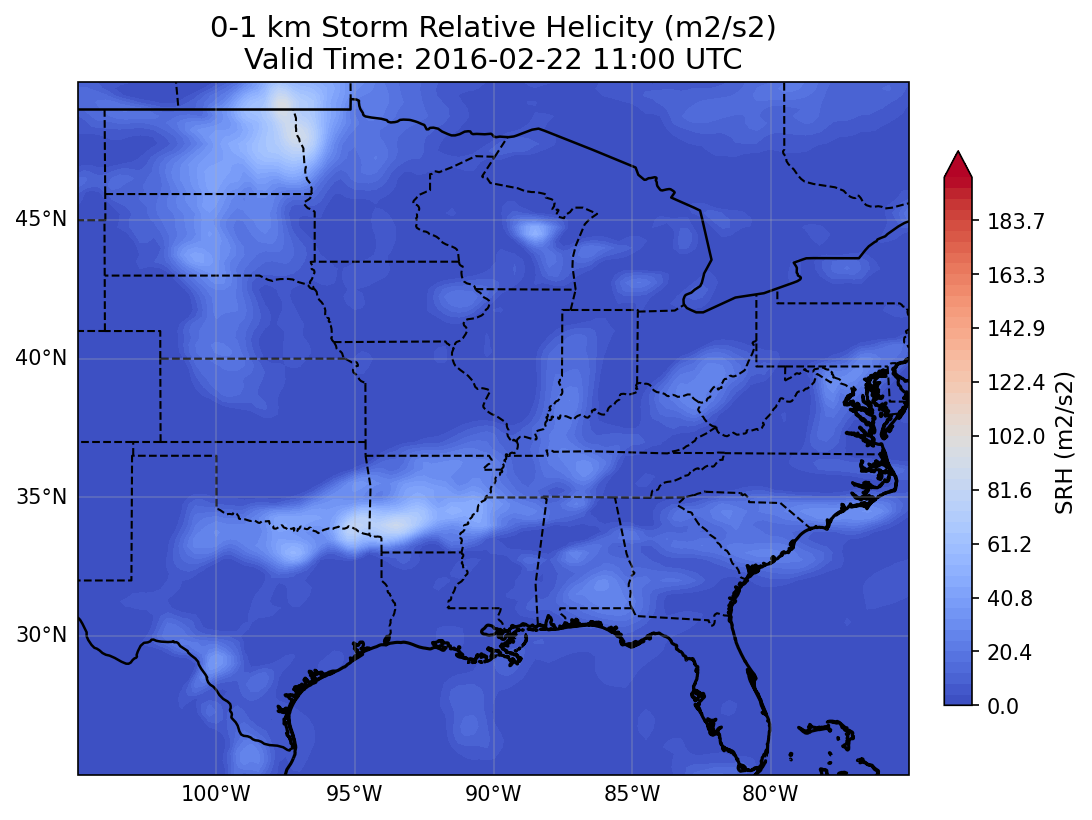 0-1 km Storm Relative Helicity (m2/s2)
Valid Time: 2016-02-22 11:00 UTC
45°N
40°N
35°N
30°N
100°W
95°W
90°W
85°W
80°W
183.7
163.3
142.9
122.4
102.0
81.6
61.2
40.8
20.4
0.0
SRH (m2/s2)